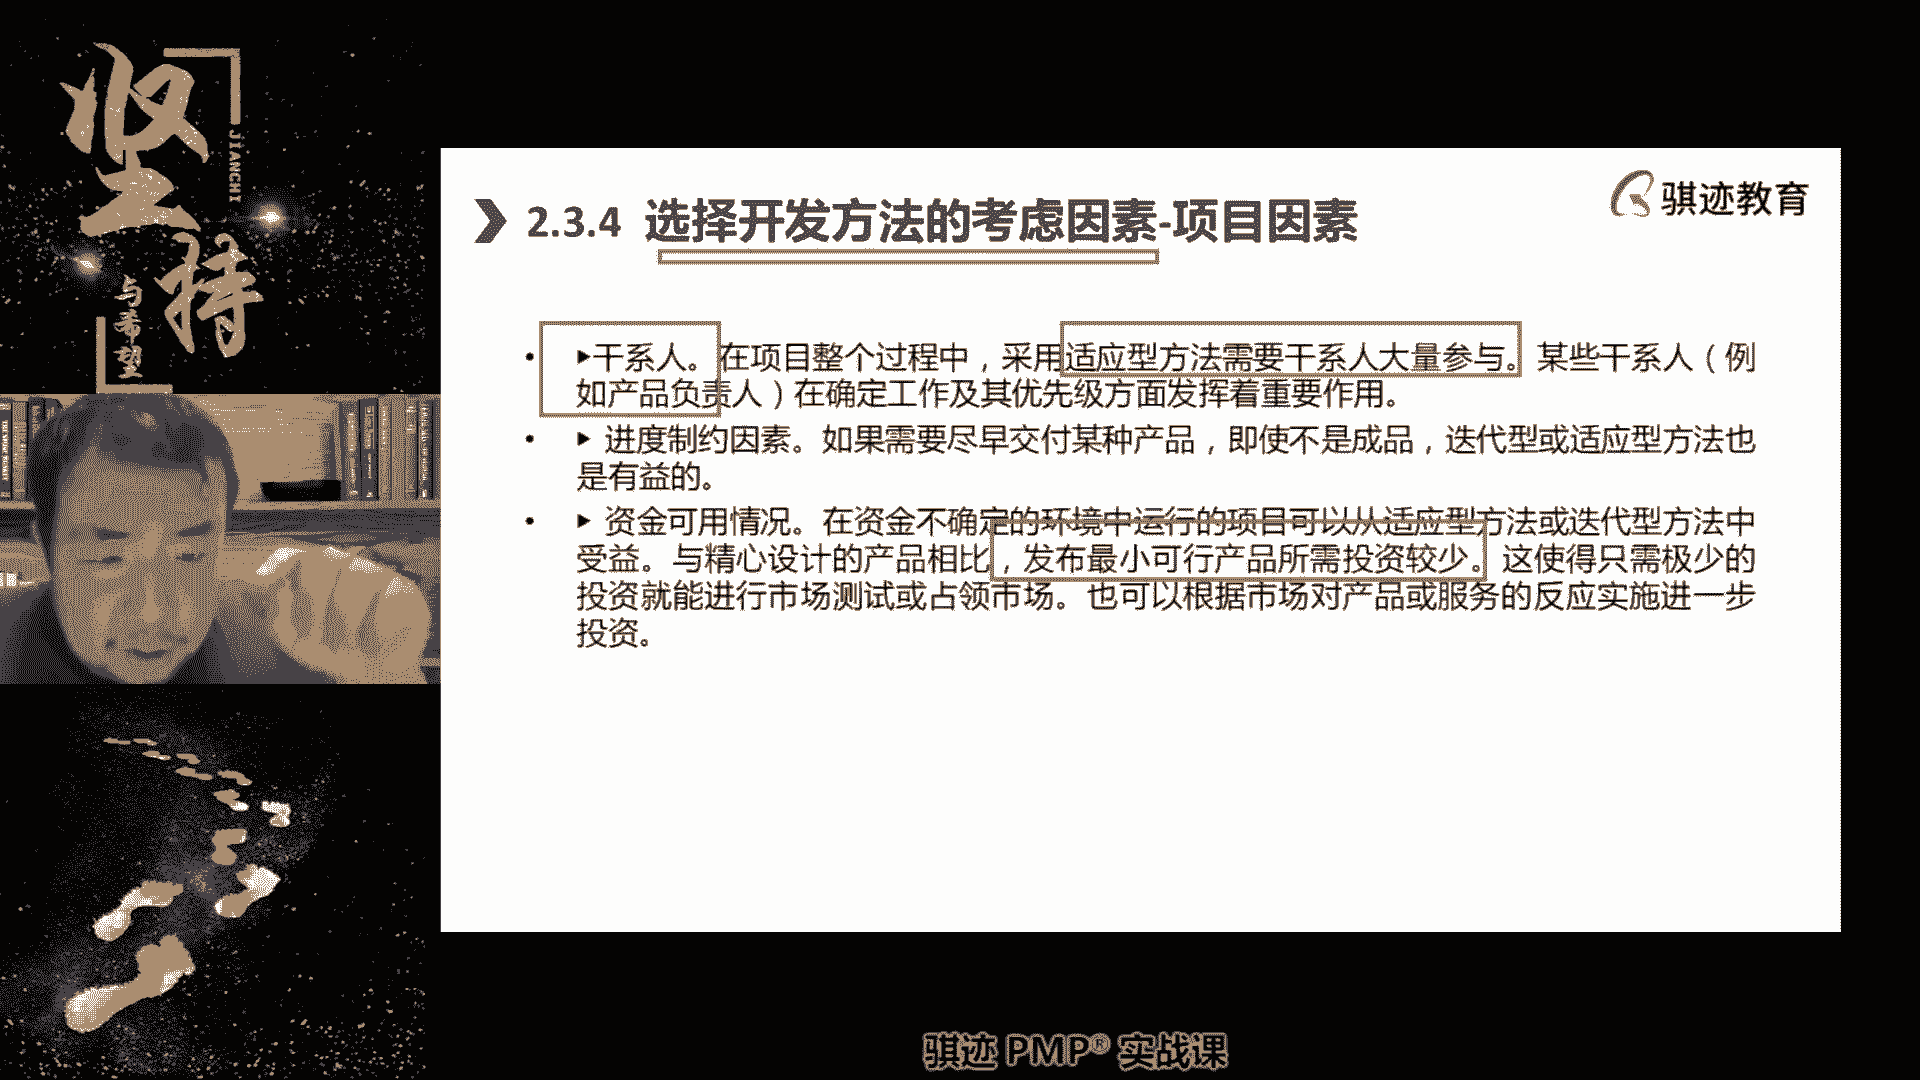 坚持
JIANCHI
与希望
骐迹教育
2.3.4 选择开发方法的考虑因素-项目因素
• ▶干系人。在项目整个过程中，采用适应型方法需要干系人大量参与。某些干系人（例
如产品负责人）在确定工作及其优先级方面发挥着重要作用。
• ▶ 进度制约因素。如果需要尽早交付某种产品，即使不是成品，迭代型或适应型方法也
是有益的。
• ▶ 资金可用情况。在资金不确定的环境中运行的项目可以从适应型方法或迭代型方法中
受益。与精心设计的产品相比，发布最小可行产品所需投资较少。这使得只需极少的
投资就能进行市场测试或占领市场。也可以根据市场对产品或服务的反应实施进一步
投资。
骐迹 PMP® 实战课